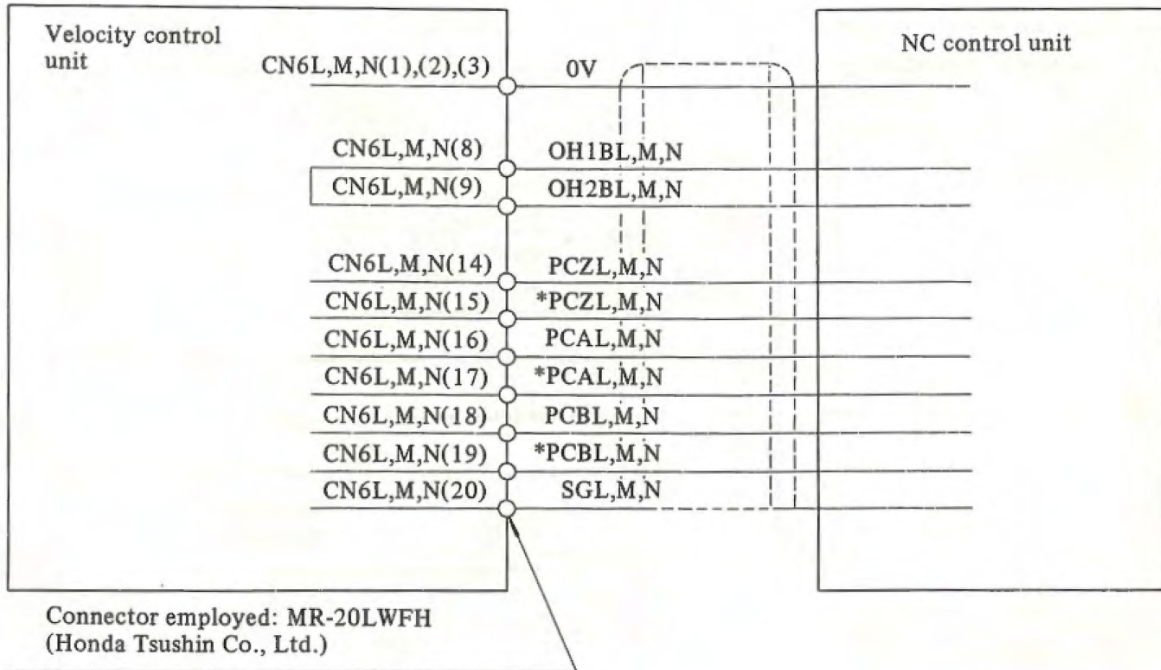 Velocity control
unit
NC control unit
CN6L,M,N(1),(2),(3) 0V
CN6L,M,N(8) OH1BL,M,N
CN6L,M,N(9) OH2BL,M,N
CN6L,M,N(14) PCZL,M,N
CN6L,M,N(15) *PCZL,M,N
CN6L,M,N(16) PCAL,M,N
CN6L,M,N(17) *PCAL,M,N
CN6L,M,N(18) PCBL,M,N
CN6L,M,N(19) *PCBL,M,N
CN6L,M,N(20) SGL,M,N
Connector employed: MR-20LWFH
(Honda Tsushin Co., Ltd.)